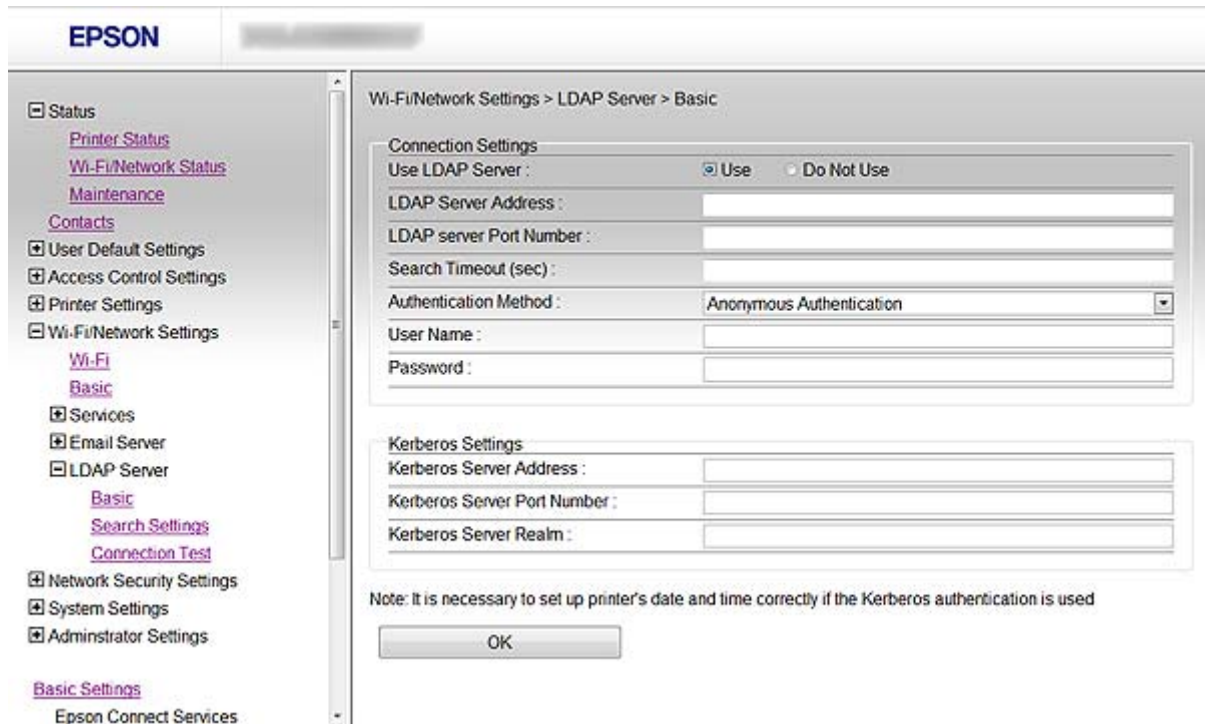 EPSON
Status
Printer Status
Wi-Fi/Network Status
Maintenance
Contacts
User Default Settings
Access Control Settings
Printer Settings
Wi-Fi/Network Settings
Wi-Fi
Basic
Services
Email Server
LDAP Server
Basic
Search Settings
Connection Test
Network Security Settings
System Settings
Adminstrator Settings
Basic Settings
Epson Connect Services
Wi-Fi/Network Settings > LDAP Server > Basic
Connection Settings
Use LDAP Server : Use Do Not Use
LDAP Server Address :
LDAP server Port Number :
Search Timeout (sec) :
Authentication Method : Anonymous Authentication
User Name :
Password :
Kerberos Settings
Kerberos Server Address :
Kerberos Server Port Number :
Kerberos Server Realm :
Note: It is necessary to set up printer's date and time correctly if the Kerberos authentication is used
OK